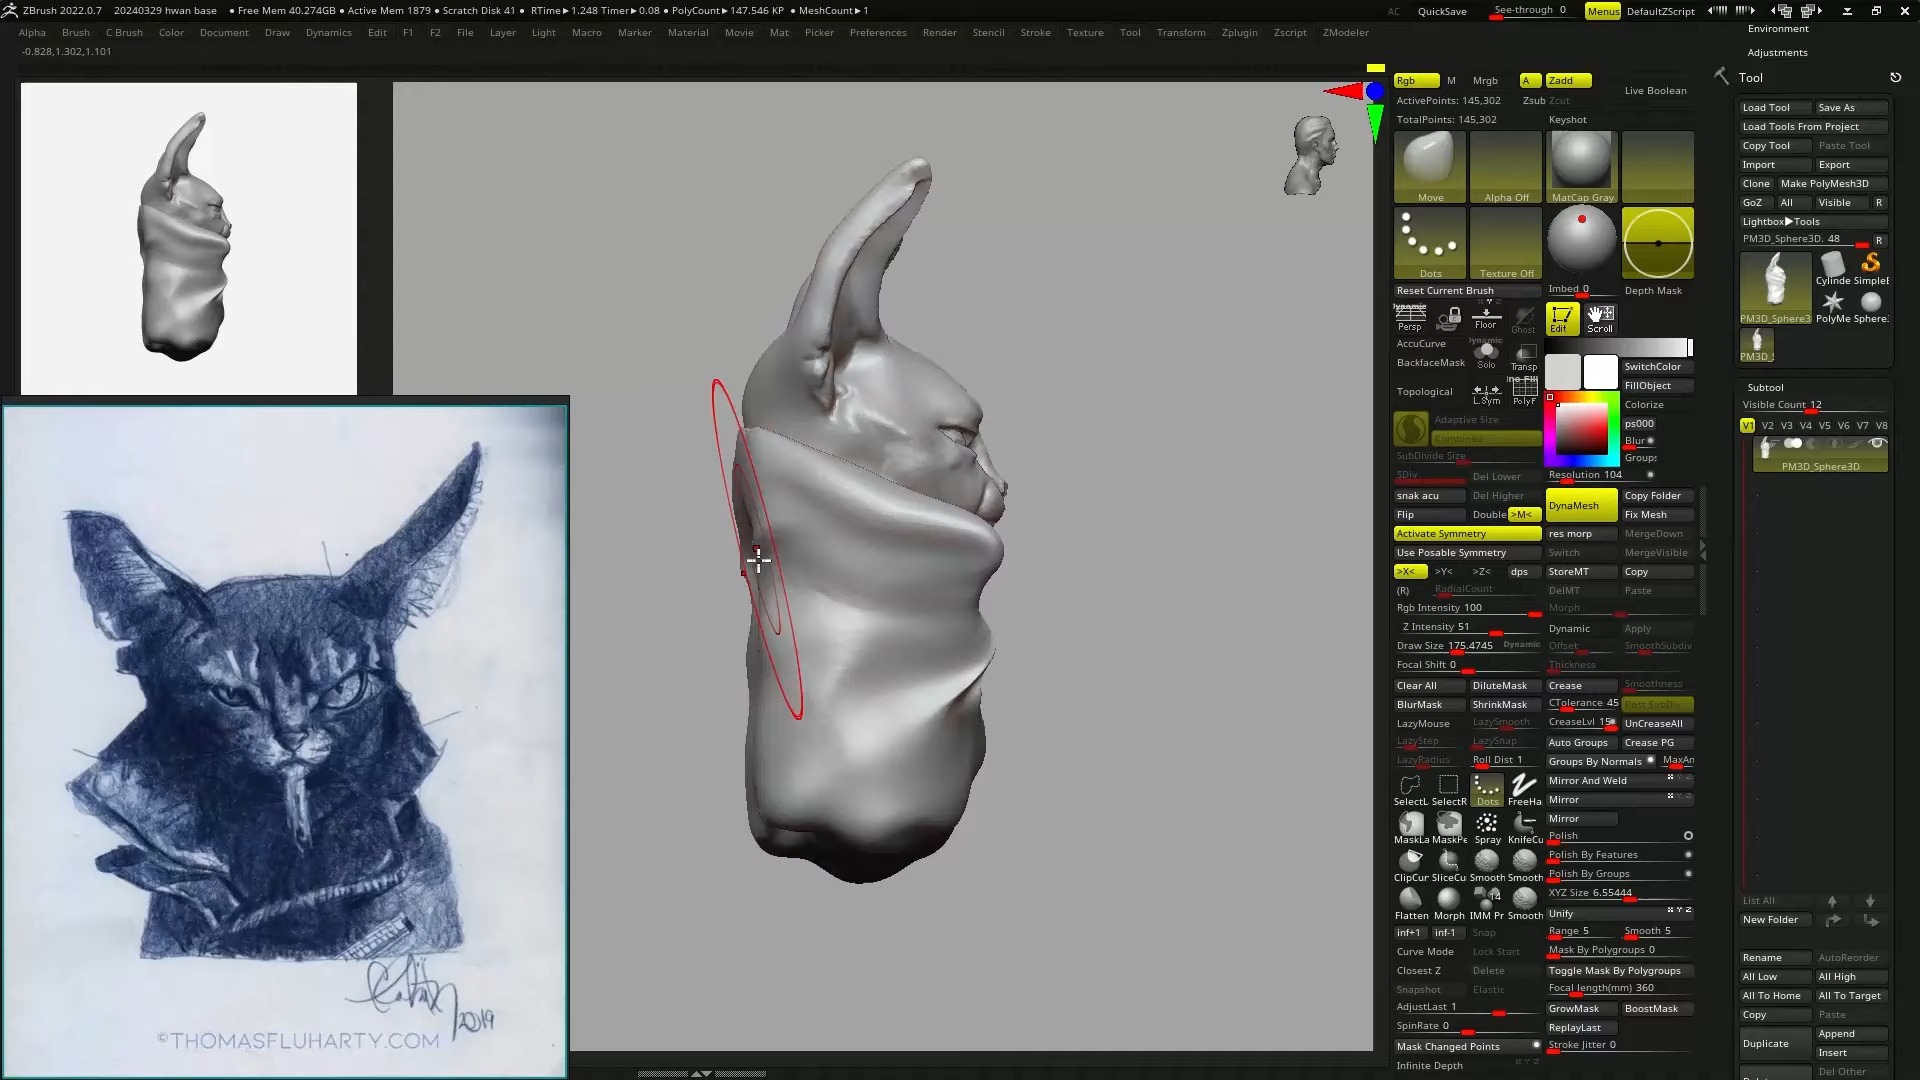 ZBrush 2022.0.7 20240329 hwan base • Free Mem 40.274GB • Active Mem 1879 • Scratch Disk 41 • RTime►1.248 Timer►0.08 • PolyCount►147.546 KP • MeshCount►1
AC QuickSave See-through 0 Menus DefaultZScript
Alpha Brush C Brush Color Document Draw Dynamics Edit F1 F2 File Layer Light Macro Marker Material Movie Mat Picker Preferences Render Stencil Stroke Texture Tool Transform Zplugin Zscript ZModeler
-0.828,1.302,1.101
Environment
Adjustments
Tool
Rgb M Mrgb A Zadd
Live Boolean
ActivePoints: 145,302 Zsub Zcut
TotalPoints: 145,302 Keyshot
Load Tool Save As
Load Tools From Project
Copy Tool Paste Tool
Import Export
Clone Make PolyMesh3D
GoZ All Visible R
Lightbox►Tools
PM3D_Sphere3D. 48 R
Move Alpha Off MatCap Gray
Dots Texture Off
Reset Current Brush Imbed 0 Depth Mask
Dynamic
Persp Floor Ghost Edit Scroll
AccuCurve
BackfaceMask Dynamic Solo Transp
Topological L.Sym PolyF
SwitchColor
FillObject
Colorize
ps000
Blur
Groups
Adaptive Size
Combined
SubDivide Size
SDiv Del Lower Resolution 104
snak acu Del Higher DynaMesh Copy Folder
Flip Double >M< Fix Mesh
Activate Symmetry res morp MergeDown
Use Posable Symmetry Switch MergeVisible
>X< >Y< >Z< dps StoreMT Copy
(R) RadialCount DelMT Paste
Rgb Intensity 100 Morph
Z Intensity 51 Dynamic Apply
Draw Size 175.4745 Dynamic Offset SmoothSubdiv
Focal Shift 0 Thickness
Clear All DiluteMask Crease Smoothness
BlurMask ShrinkMask CTolerance 45 Post SubDiv
LazyMouse LazySmooth CreaseLvl 15 UnCreaseAll
LazyStep LazySnap Auto Groups Crease PG
LazyRadius Roll Dist 1 Groups By Normals MaxAn
SelectL SelectR Dots FreeHa
Mirror And Weld
Mirror
Mirror
MaskLa MaskPe Spray KnifeCu
Polish
Polish By Features
ClipCur SliceCu Smooth Smooth
Polish By Groups
XYZ Size 6.55444
Flatten Morph IMM Pr Smooth
14
Unify
inf+1 inf-1 Snap Range 5 Smooth 5
Curve Mode Lock Start Mask By Polygroups 0
Closest Z Delete Toggle Mask By Polygroups
Snapshot Elastic Focal length(mm) 360
AdjustLast 1 GrowMask BoostMask
SpinRate 0 ReplayLast
Mask Changed Points Stroke Jitter 0
Infinite Depth
Cylinde SimpleB
PM3D_Sphere3 PolyMe Sphere.
PM3D_S
Subtool
Visible Count 12
V1 V2 V3 V4 V5 V6 V7 V8
PM3D_Sphere3D
List All
New Folder
Rename AutoReorder
All Low All High
All To Home All To Target
Copy Paste
Duplicate Append
Insert
Del Other
2019
©THOMASFLUHARTY.COM